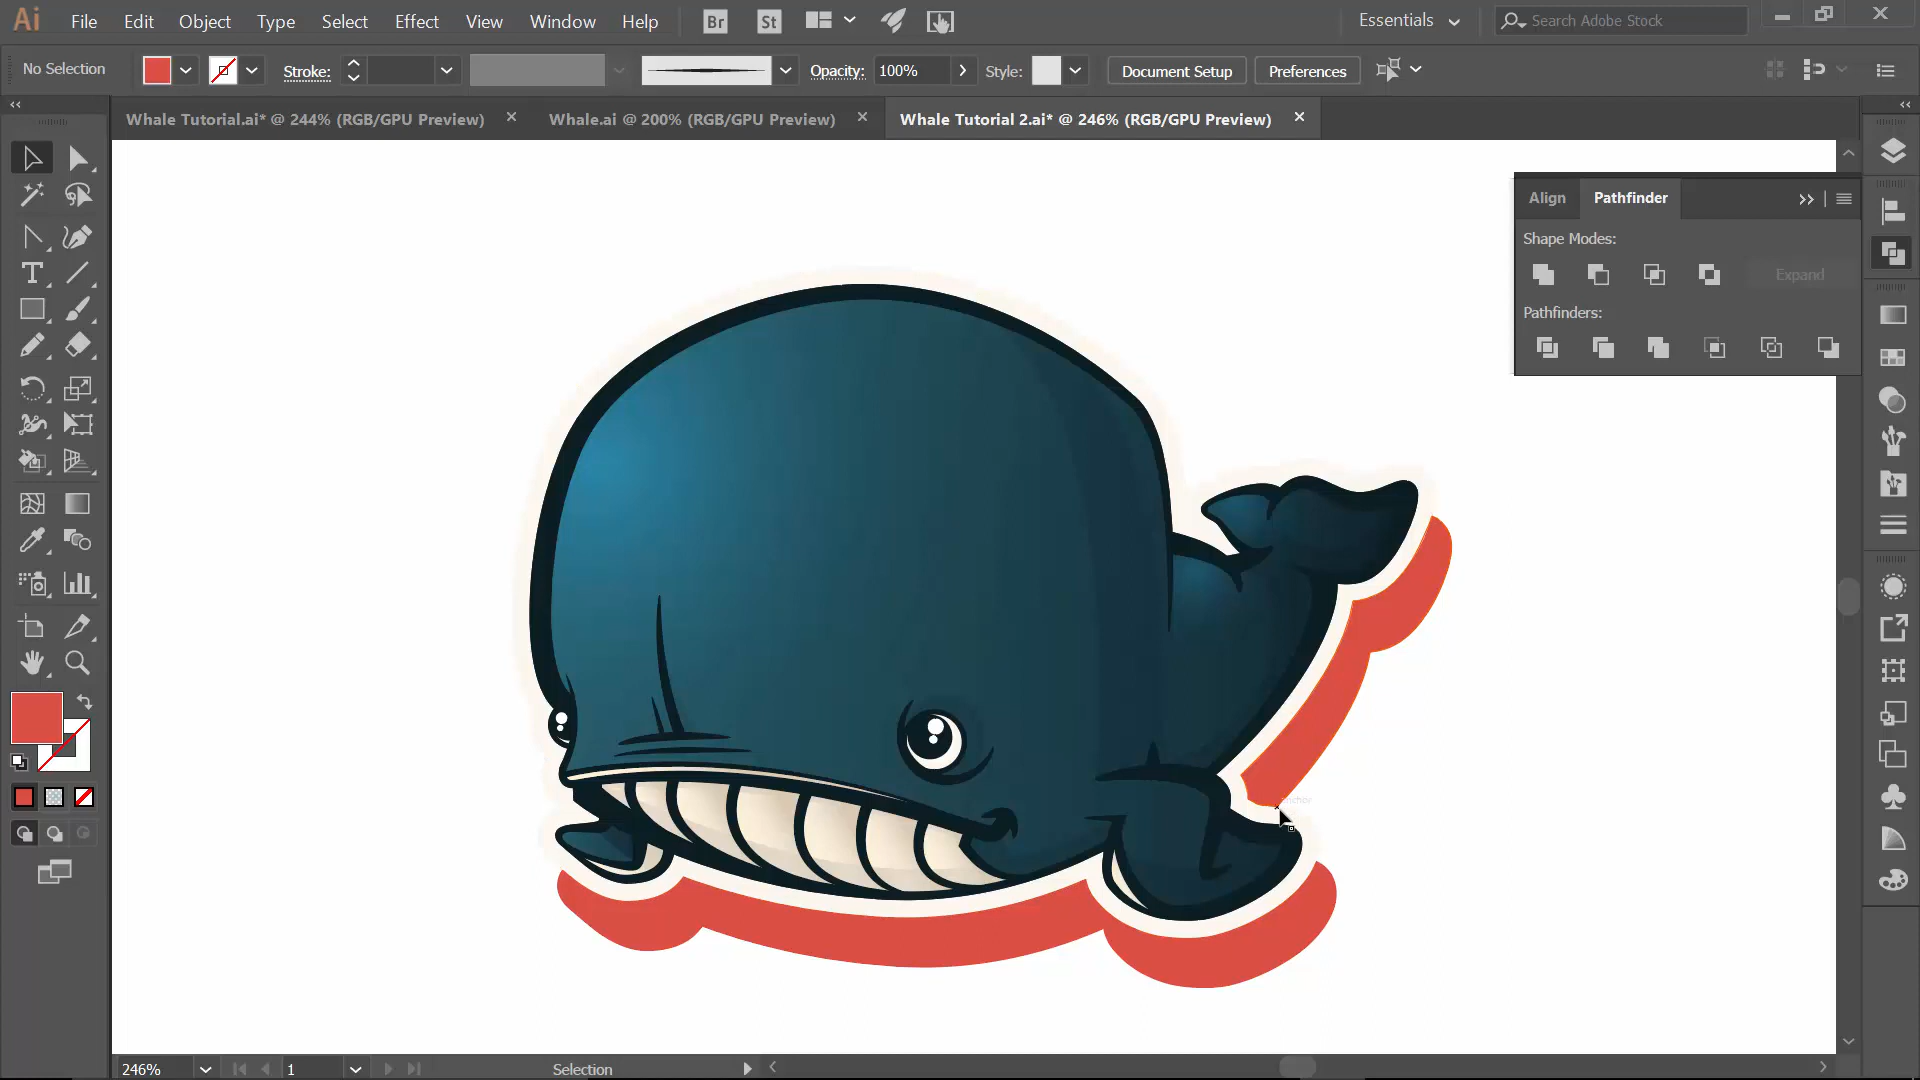 Ai File Edit Object Type Select Effect View Window Help Br St Essentials Search Adobe Stock
No Selection Stroke: Opacity: 100% Style: Document Setup Preferences
Whale Tutorial.ai* @ 244% (RGB/GPU Preview) Whale.ai @ 200% (RGB/GPU Preview) Whale Tutorial 2.ai* @ 246% (RGB/GPU Preview)
Align Pathfinder
Shape Modes:
Expand
Pathfinders:
246% 1 Selection